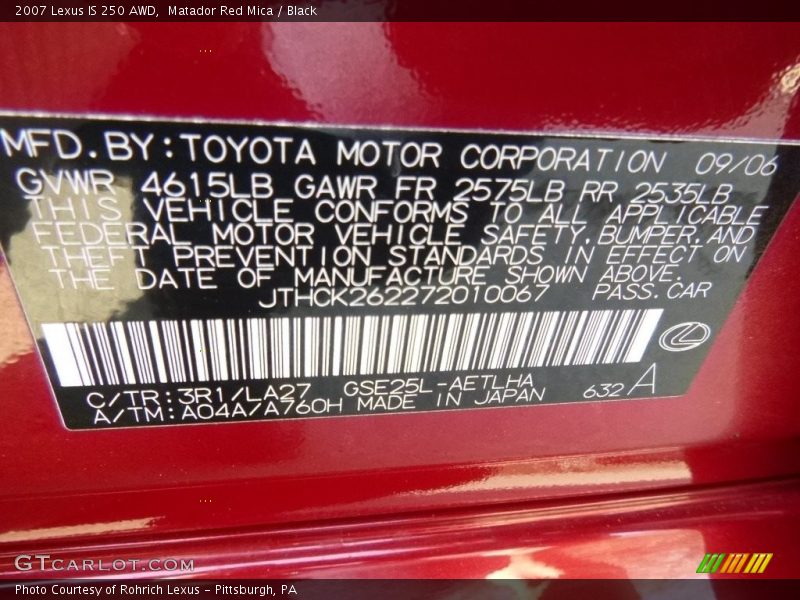 2007 Lexus IS 250 AWD,  Matador Red Mica / Black
MFD. BY: TOYOTA MOTOR CORPORATION 09/06
GVWR 4615LB GAWR FR 2575LB RR 2535LB
THIS VEHICLE CONFORMS TO ALL APPLICABLE
FEDERAL MOTOR VEHICLE SAFETY, BUMPER, AND
THEFT PREVENTION STANDARDS IN EFFECT ON
THE DATE OF MANUFACTURE SHOWN ABOVE.
JTHCK262272010067 PASS. CAR
C/TR: 3R1/LA27 GSE25L-AETLHA
A/TM: A04A/A760H MADE IN JAPAN 632 A
GTCARLOT.COM
Photo Courtesy of Rohrich Lexus - Pittsburgh, PA